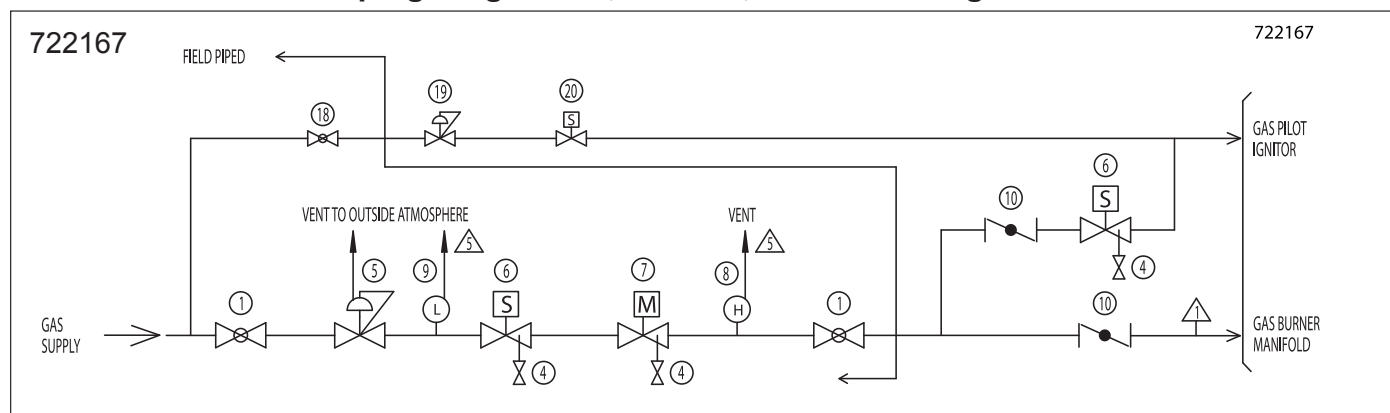 722167
722167
FIELD PIPED
19
20
18
S
GAS PILOT
IGNITOR
6
VENT TO OUTSIDE ATMOSPHERE
VENT
10
S
5
5
5
9
6
7
8
4
1
L
S
M
H
1
10
1
GAS
SUPPLY
GAS BURNER
MANIFOLD
4
4